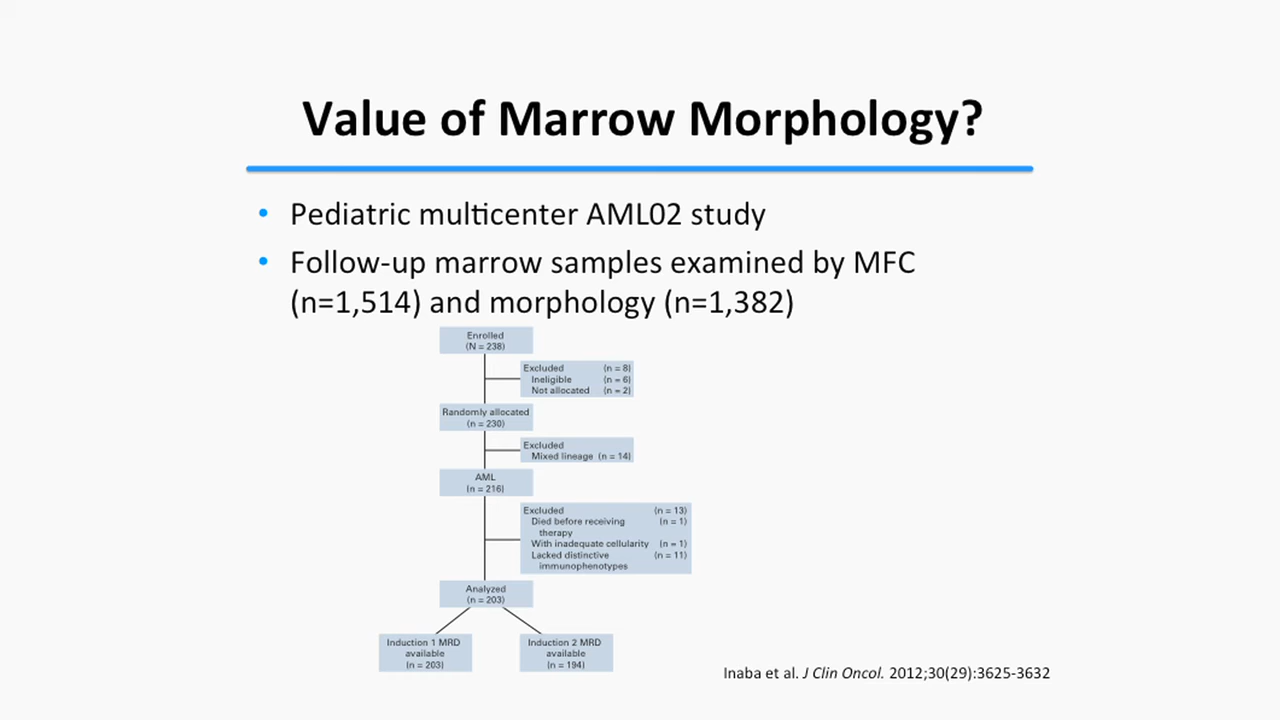 Value of Marrow Morphology?
• Pediatric multicenter AML02 study
• Follow-up marrow samples examined by MFC
(n=1,514) and morphology (n=1,382)
Enrolled
(N = 238)
Excluded (n = 8)
Ineligible (n = 6)
Not allocated (n = 2)
Randomly allocated
(n = 230)
Excluded
Mixed lineage (n = 14)
AML
(n = 216)
Excluded (n = 13)
Died before receiving (n = 1)
therapy
With inadequate cellularity (n = 1)
Lacked distinctive (n = 11)
immunophenotypes
Analyzed
(n = 203)
Induction 1 MRD
available
(n = 203)
Induction 2 MRD
available
(n = 194)
Inaba et al. J Clin Oncol. 2012;30(29):3625-3632